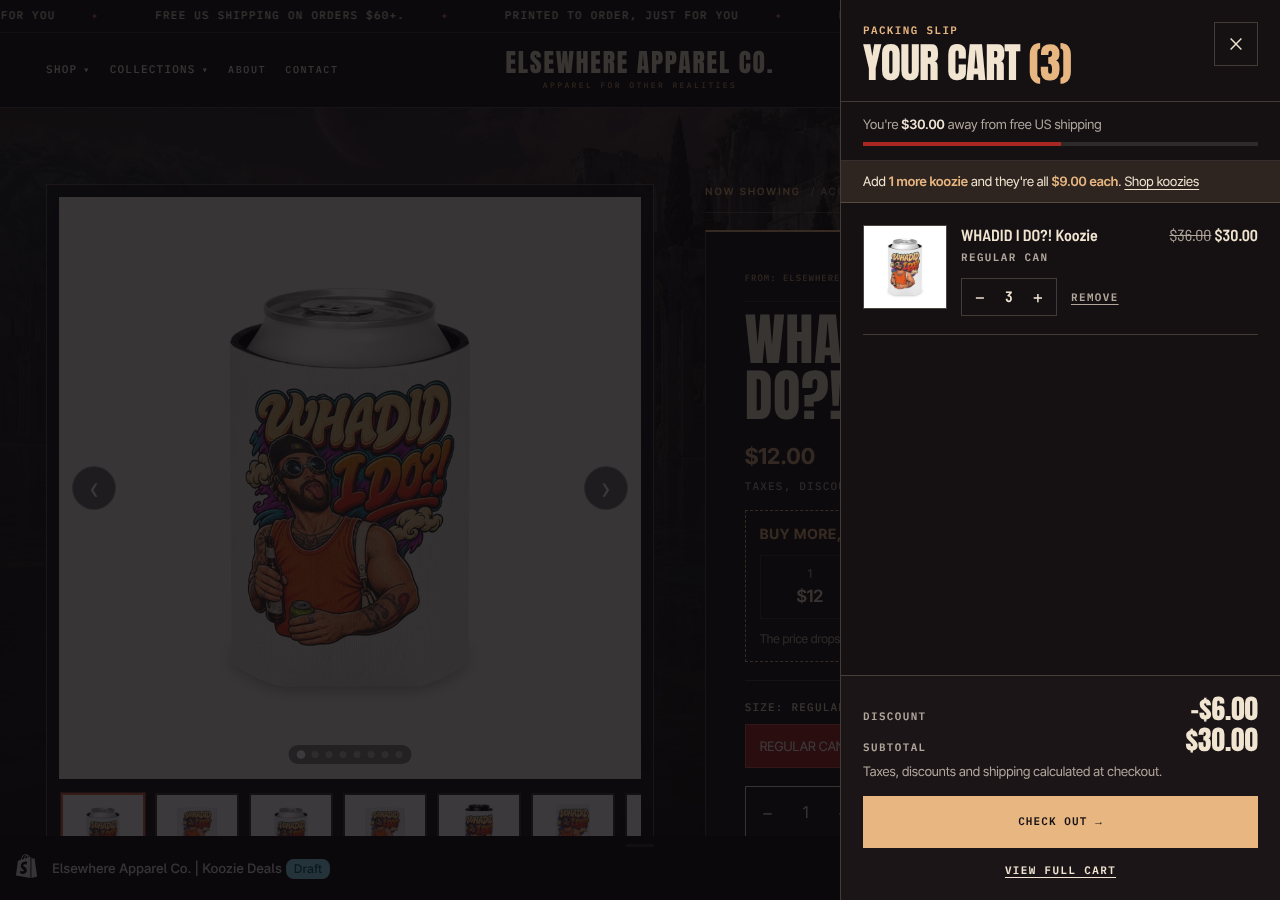 FOR YOU • FREE US SHIPPING ON ORDERS $60+. • PRINTED TO ORDER, JUST FOR YOU •
SHOP ▾ COLLECTIONS ▾ ABOUT CONTACT
ELSEWHERE APPAREL CO.
APPAREL FOR OTHER REALITIES
NOW SHOWING / ACC
FROM: ELSEWHERE
WHA
DO?!
$12.00
TAXES, DISCOU
BUY MORE,
1
$12
The price drops
SIZE: REGULAR
REGULAR CAN
− 1
WHADID
I DO?!
Elsewhere Apparel Co. | Koozie Deals Draft
PACKING SLIP
YOUR CART (3)
You're $30.00 away from free US shipping
Add 1 more koozie and they're all $9.00 each. Shop koozies
WHADID I DO?! Koozie $36.00 $30.00
REGULAR CAN
− 3 + REMOVE
DISCOUNT -$6.00
SUBTOTAL $30.00
Taxes, discounts and shipping calculated at checkout.
CHECK OUT →
VIEW FULL CART